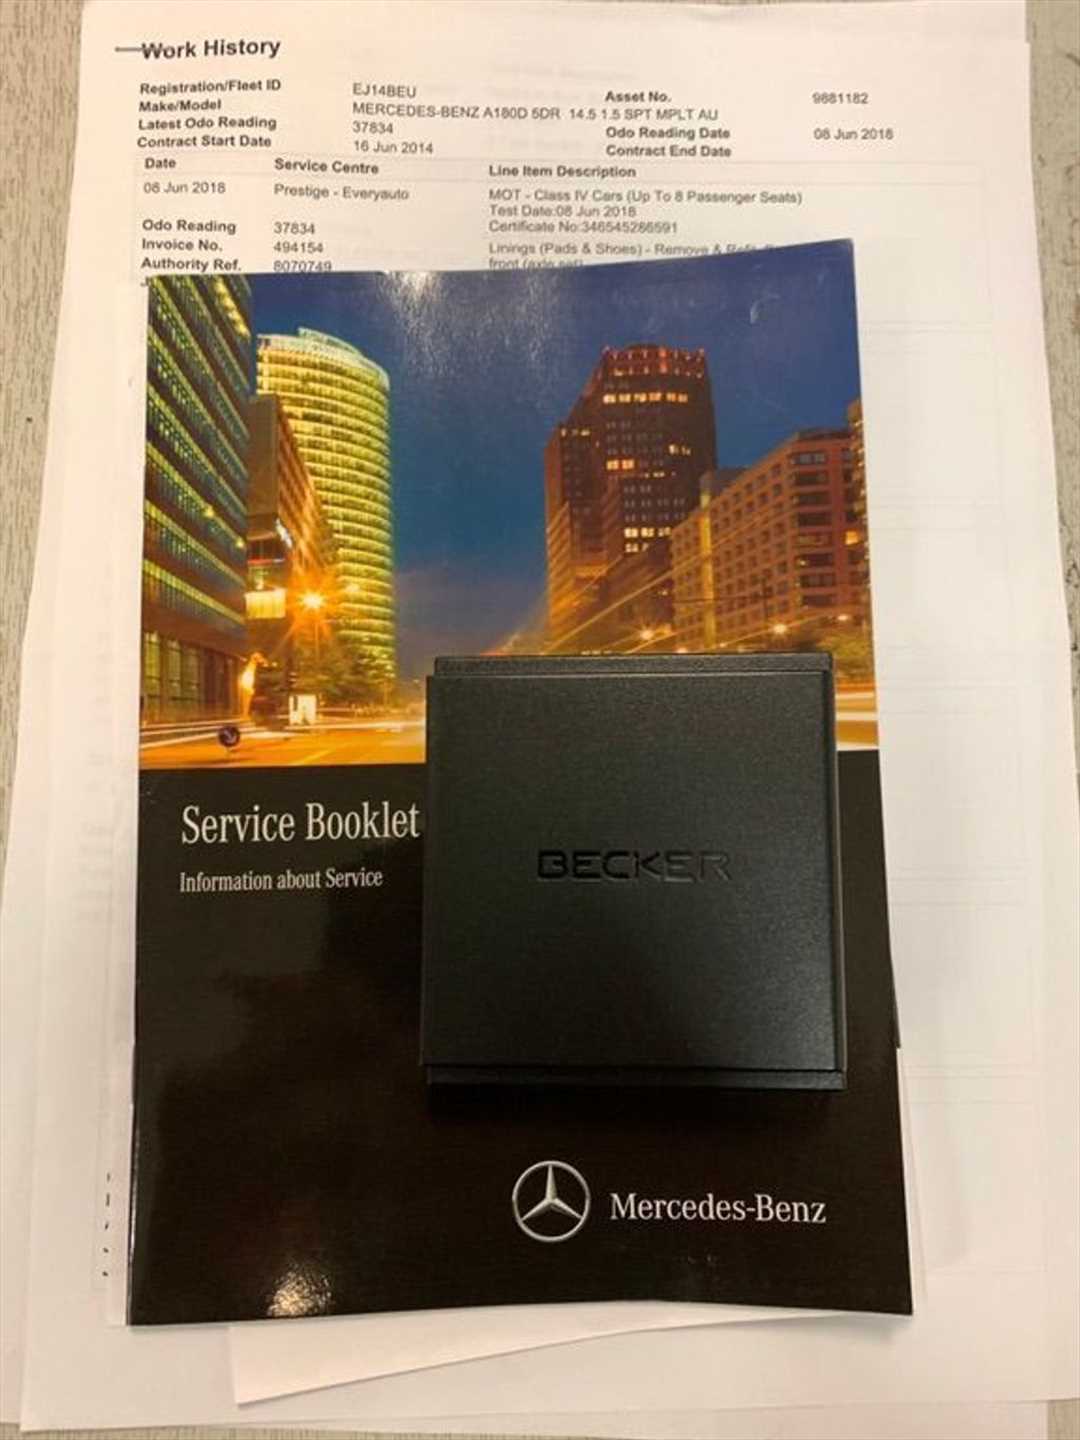 Work History
Registration/Fleet ID EJ14BEU Asset No. 9881182
Make/Model MERCEDES-BENZ A180D 5DR 14.5 1.5 SPT MPLT AU
Latest Odo Reading 37834 Odo Reading Date 08 Jun 2018
Contract Start Date 16 Jun 2014 Contract End Date
Date Service Centre Line Item Description
08 Jun 2018 Prestige - Everyauto MOT - Class IV Cars (Up To 8 Passenger Seats)
Test Date:08 Jun 2018
Odo Reading 37834 Certificate No:346545286591
Invoice No. 494154 Linings (Pads & Shoes) - Remove & Refit
Authority Ref. 8070749 front (axle set)
Service Booklet
Information about Service
BECKER
Mercedes-Benz